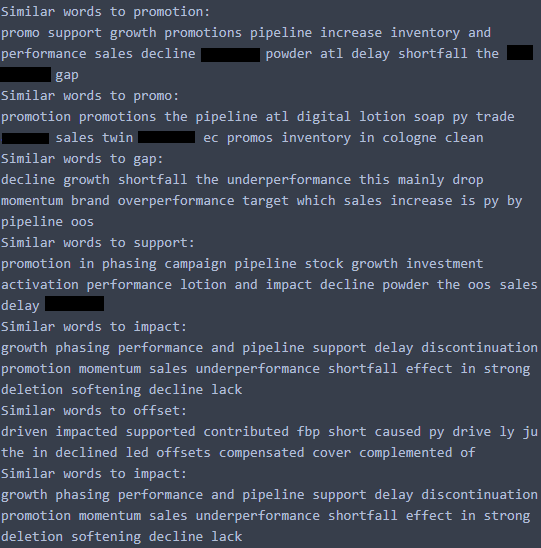 Similar words to promotion:
promo support growth promotions pipeline increase inventory and
performance sales decline powder atl delay shortfall the
gap
Similar words to promo:
promotion promotions the pipeline atl digital lotion soap py trade
sales twin ec promos inventory in cologne clean
Similar words to gap:
decline growth shortfall the underperformance this mainly drop
momentum brand overperformance target which sales increase is py by
pipeline oos
Similar words to support:
promotion in phasing campaign pipeline stock growth investment
activation performance lotion and impact decline powder the oos sales
delay
Similar words to impact:
growth phasing performance and pipeline support delay discontinuation
promotion momentum sales underperformance shortfall effect in strong
deletion softening decline lack
Similar words to offset:
driven impacted supported contributed fbp short caused py drive ly ju
the in declined led offsets compensated cover complemented of
Similar words to impact:
growth phasing performance and pipeline support delay discontinuation
promotion momentum sales underperformance shortfall effect in strong
deletion softening decline lack